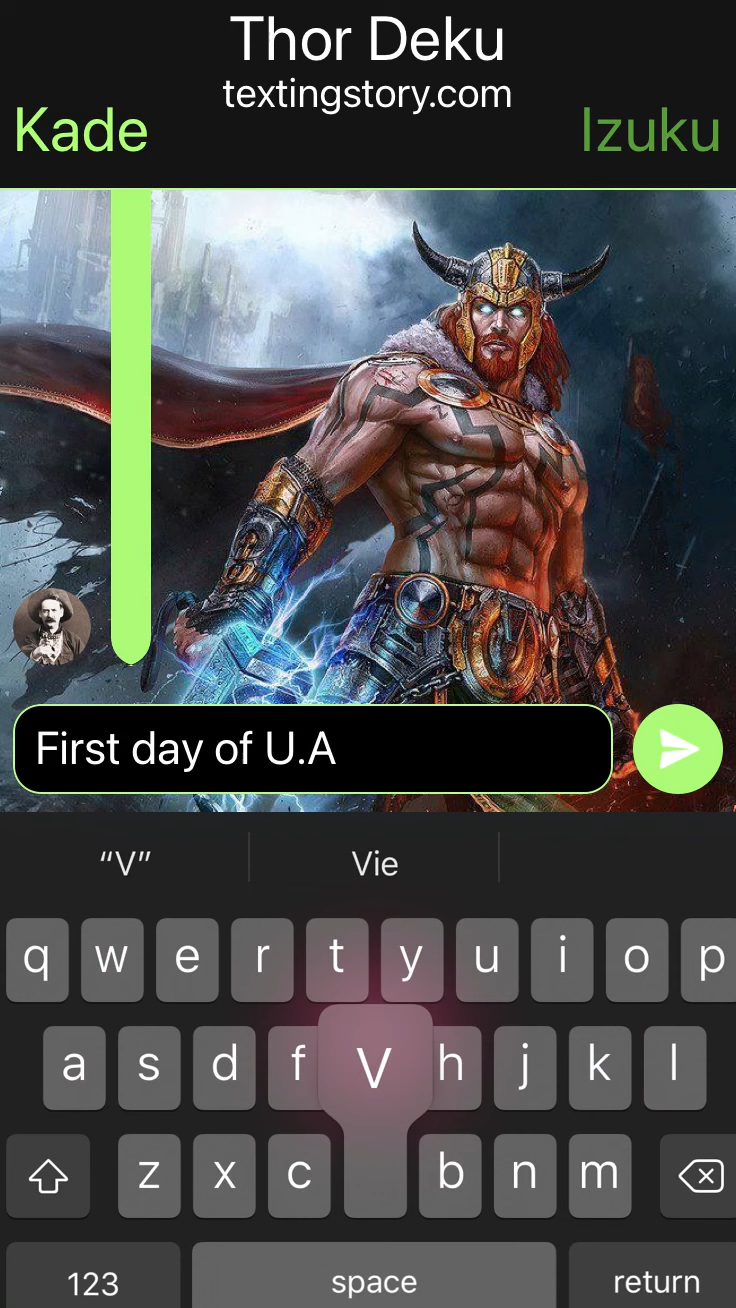 Thor Deku
textingstory.com
Kade Izuku
First day of U.A
“V” Vie
q w e r t y u i o p
a s d f V h j k l
z x c b n m
123 space return